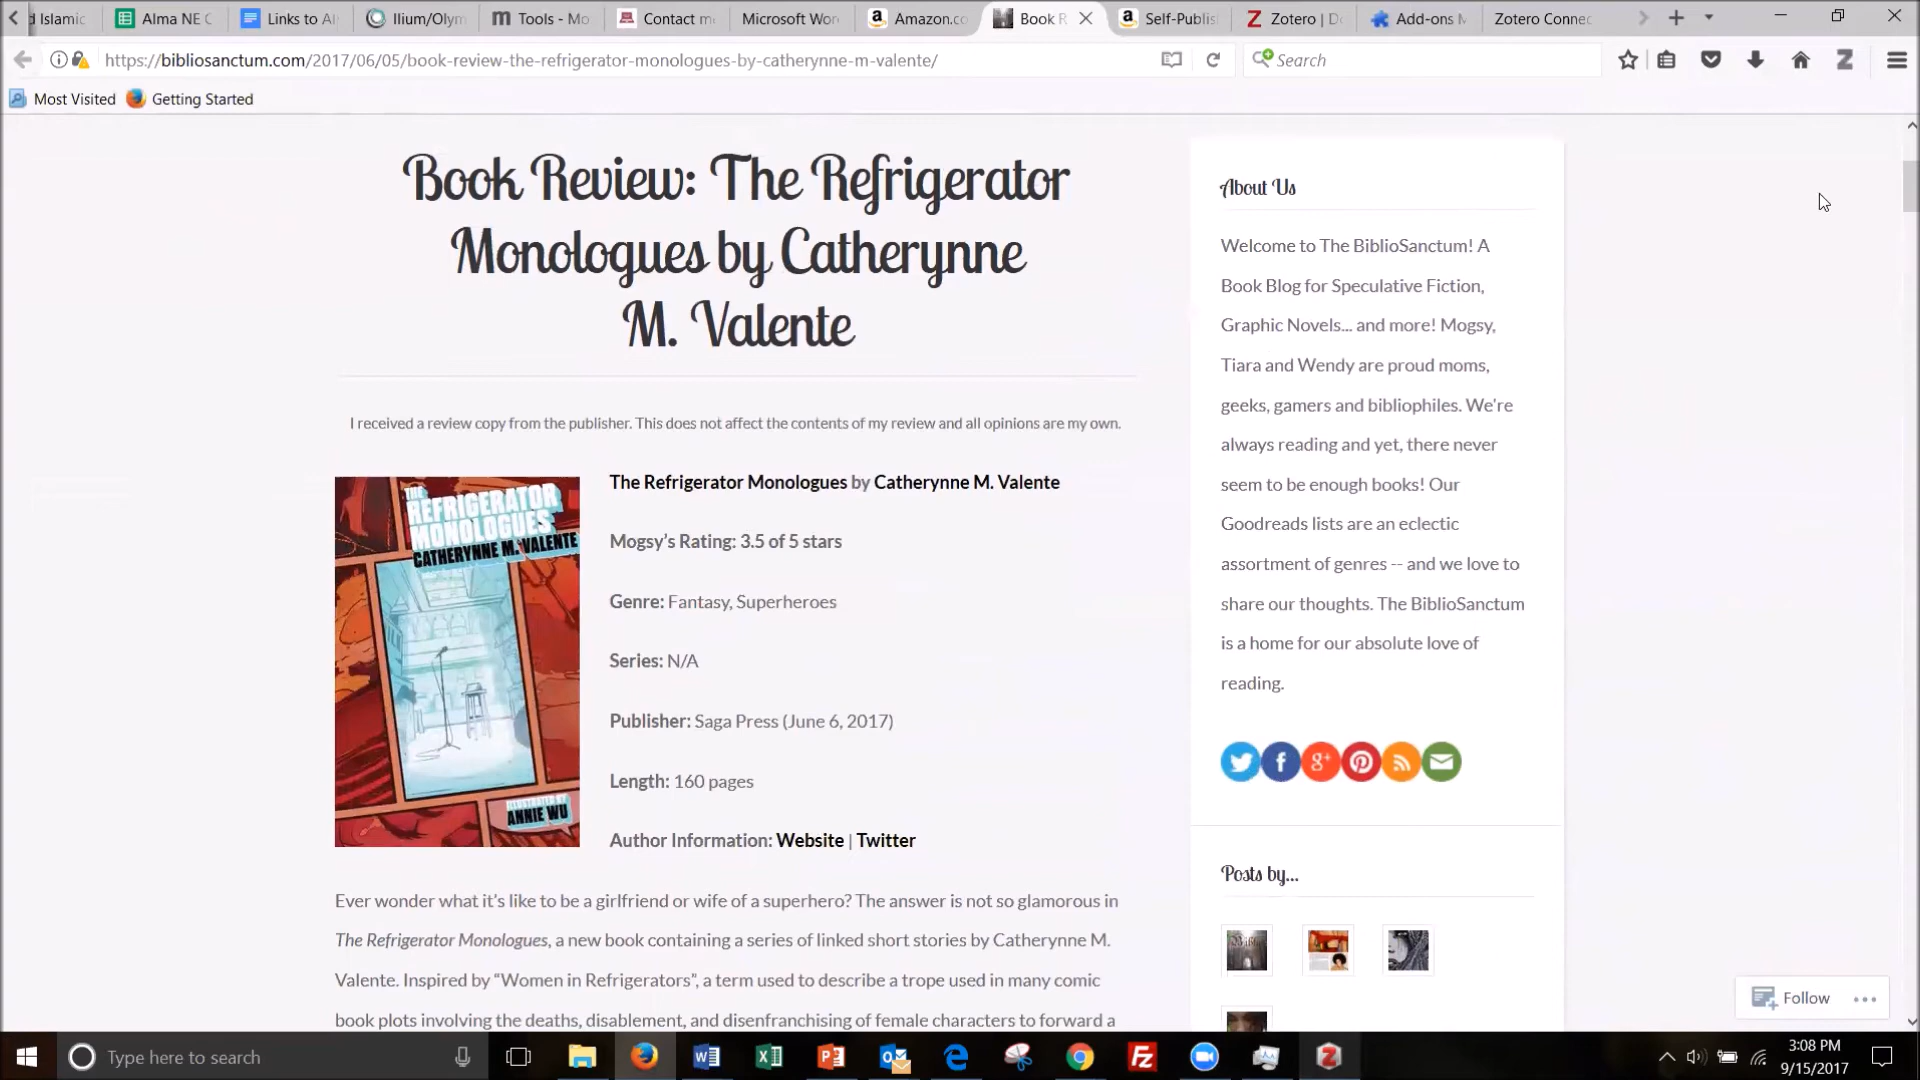 d Islamic
Alma NE C
Links to Al
Ilium/Olym
Tools - Mo
Contact m
Microsoft Wor
Amazon.co
Book R
Self-Publis
Zotero | D
Add-ons M
Zotero Connec
https://bibliosanctum.com/2017/06/05/book-review-the-refrigerator-monologues-by-catherynne-m-valente/
Search
Most Visited
Getting Started
Book Review: The Refrigerator
Monologues by Catherynne
M. Valente
I received a review copy from the publisher. This does not affect the contents of my review and all opinions are my own.
THE
REFRIGERATOR
MONOLOGUES
CATHERYNNE M. VALENTE
ILLUSTRATED BY
ANNIE WU
The Refrigerator Monologues by Catherynne M. Valente
Mogsy's Rating: 3.5 of 5 stars
Genre: Fantasy, Superheroes
Series: N/A
Publisher: Saga Press (June 6, 2017)
Length: 160 pages
Author Information: Website | Twitter
Ever wonder what it's like to be a girlfriend or wife of a superhero? The answer is not so glamorous in
The Refrigerator Monologues, a new book containing a series of linked short stories by Catherynne M.
Valente. Inspired by “Women in Refrigerators”, a term used to describe a trope used in many comic
book plots involving the deaths, disablement, and disenfranchising of female characters to forward a
About Us
Welcome to The BiblioSanctum! A
Book Blog for Speculative Fiction,
Graphic Novels... and more! Mogsy,
Tiara and Wendy are proud moms,
geeks, gamers and bibliophiles. We're
always reading and yet, there never
seem to be enough books! Our
Goodreads lists are an eclectic
assortment of genres -- and we love to
share our thoughts. The BiblioSanctum
is a home for our absolute love of
reading.
Posts by...
Follow
Type here to search
3:08 PM
9/15/2017